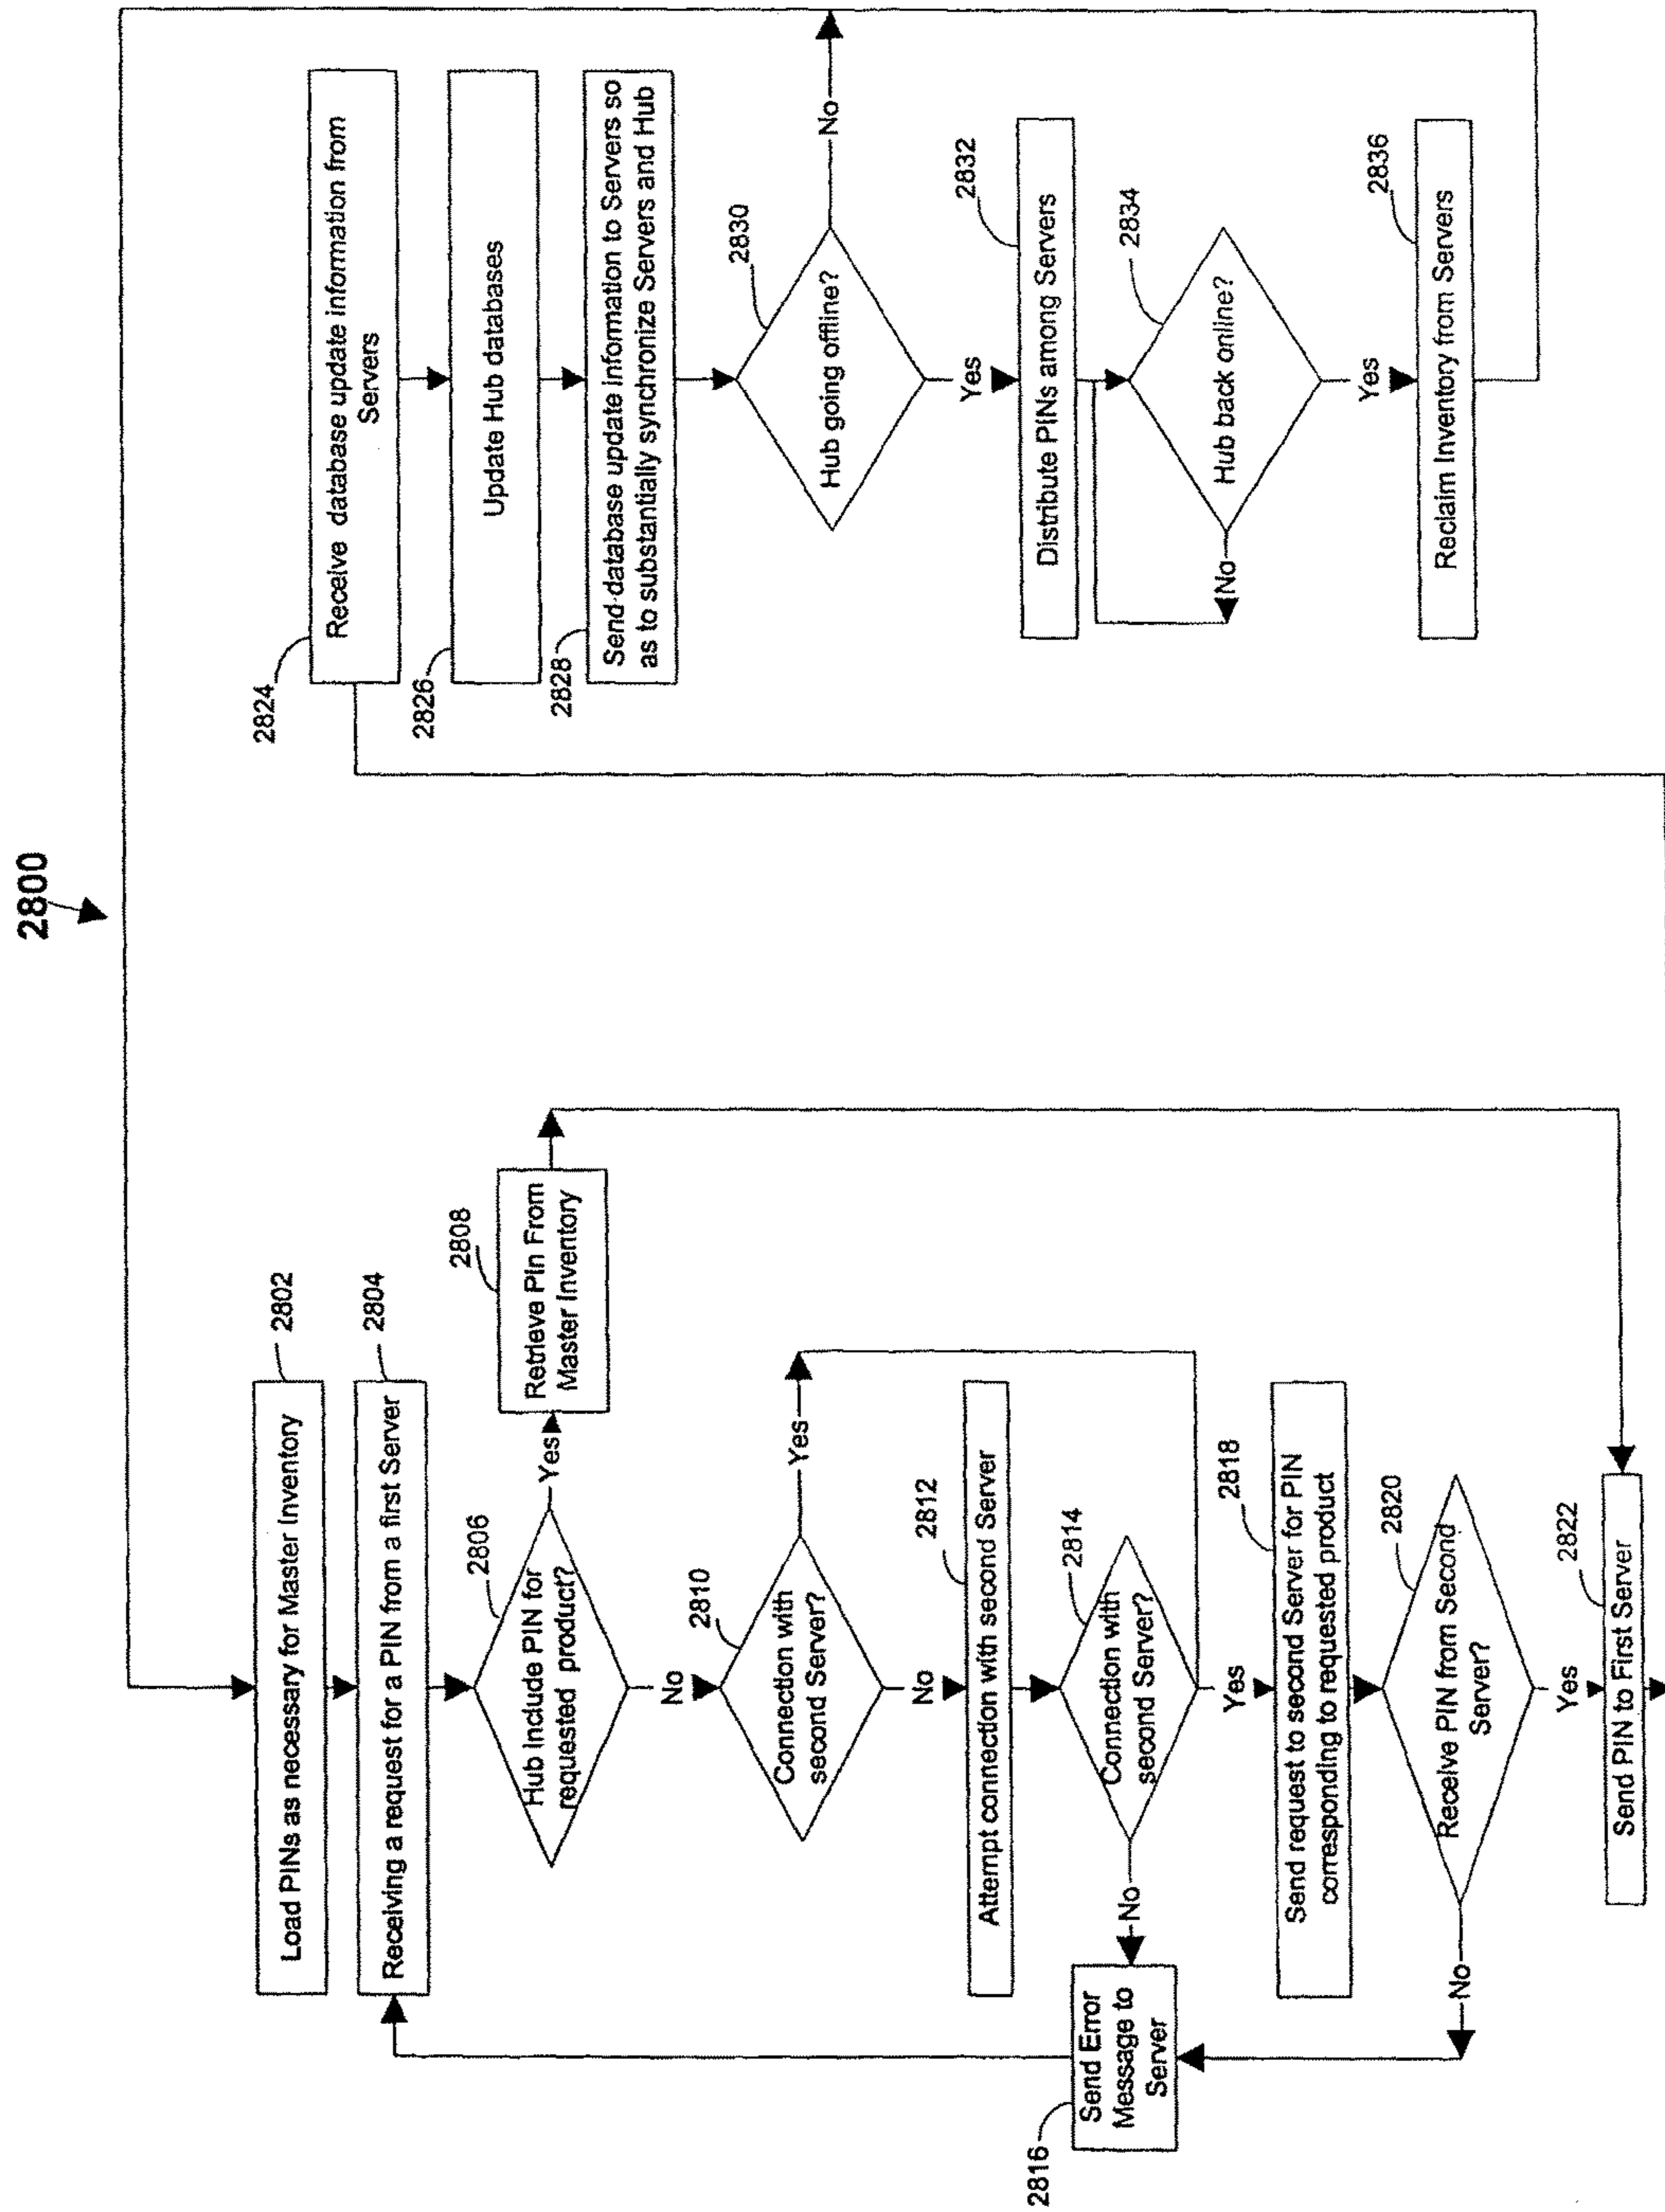 2800
Load PINs as necessary for Master Inventory
2802
Receiving a request for a PIN from a first Server
2804
Hub include PIN for
requested product?
2806
Yes
Retrieve Pin From
Master Inventory
2808
No
Connection with
second Server?
2810
Yes
No
Attempt connection with second Server
2812
Connection with
second Server?
2814
No
Send Error
Message to
Server
2816
Yes
Send request to second Server for PIN
corresponding to requested product
2818
Receive PIN from Second
Server?
2820
No
Yes
Send PIN to First Server
2822
Receive database update information from
Servers
2824
Update Hub databases
2826
Send database update information to Servers so
as to substantially synchronize Servers and Hub
2828
Hub going offline?
2830
No
Yes
Distribute PINs among Servers
2832
Hub back online?
2834
No
Yes
Reclaim Inventory from Servers
2836